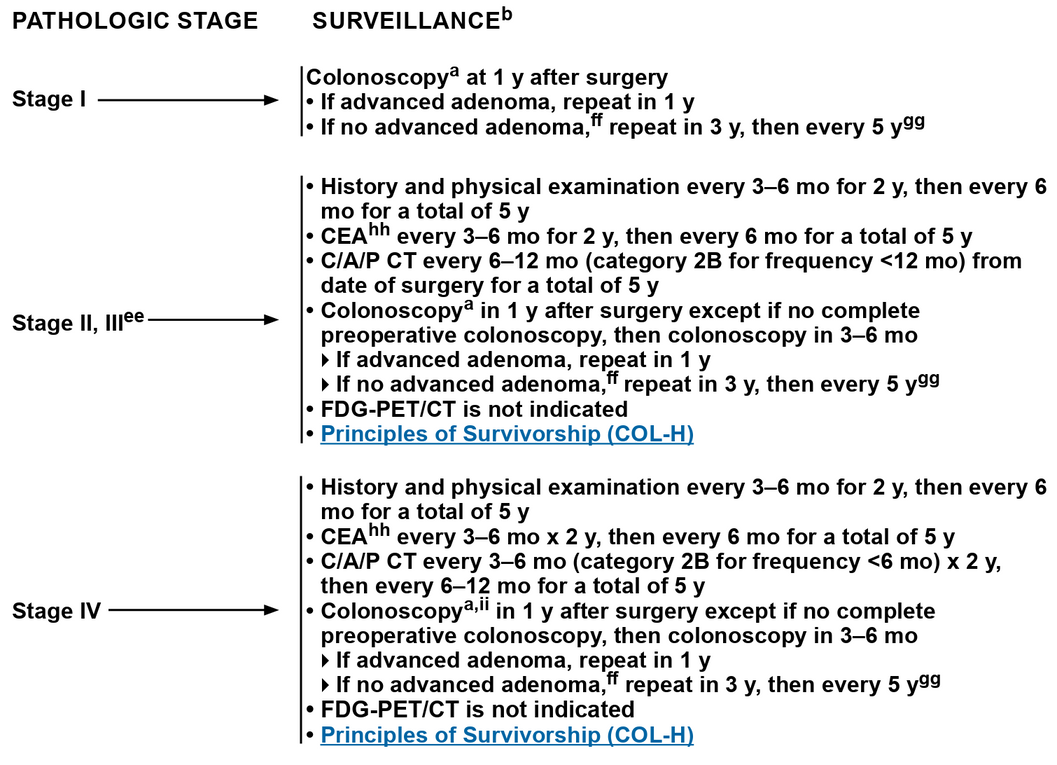 PATHOLOGIC STAGE SURVEILLANCEb
Stage I
Colonoscopya at 1 y after surgery
• If advanced adenoma, repeat in 1 y
• If no advanced adenoma,ff repeat in 3 y, then every 5 ygg
Stage II, IIIee
• History and physical examination every 3–6 mo for 2 y, then every 6
mo for a total of 5 y
• CEAhh every 3–6 mo for 2 y, then every 6 mo for a total of 5 y
• C/A/P CT every 6–12 mo (category 2B for frequency <12 mo) from
date of surgery for a total of 5 y
• Colonoscopya in 1 y after surgery except if no complete
preoperative colonoscopy, then colonoscopy in 3–6 mo
▸ If advanced adenoma, repeat in 1 y
▸ If no advanced adenoma,ff repeat in 3 y, then every 5 ygg
• FDG-PET/CT is not indicated
• Principles of Survivorship (COL-H)
Stage IV
• History and physical examination every 3–6 mo for 2 y, then every 6
mo for a total of 5 y
• CEAhh every 3–6 mo x 2 y, then every 6 mo for a total of 5 y
• C/A/P CT every 3–6 mo (category 2B for frequency <6 mo) x 2 y,
then every 6–12 mo for a total of 5 y
• Colonoscopya,ii in 1 y after surgery except if no complete
preoperative colonoscopy, then colonoscopy in 3–6 mo
▸ If advanced adenoma, repeat in 1 y
▸ If no advanced adenoma,ff repeat in 3 y, then every 5 ygg
• FDG-PET/CT is not indicated
• Principles of Survivorship (COL-H)